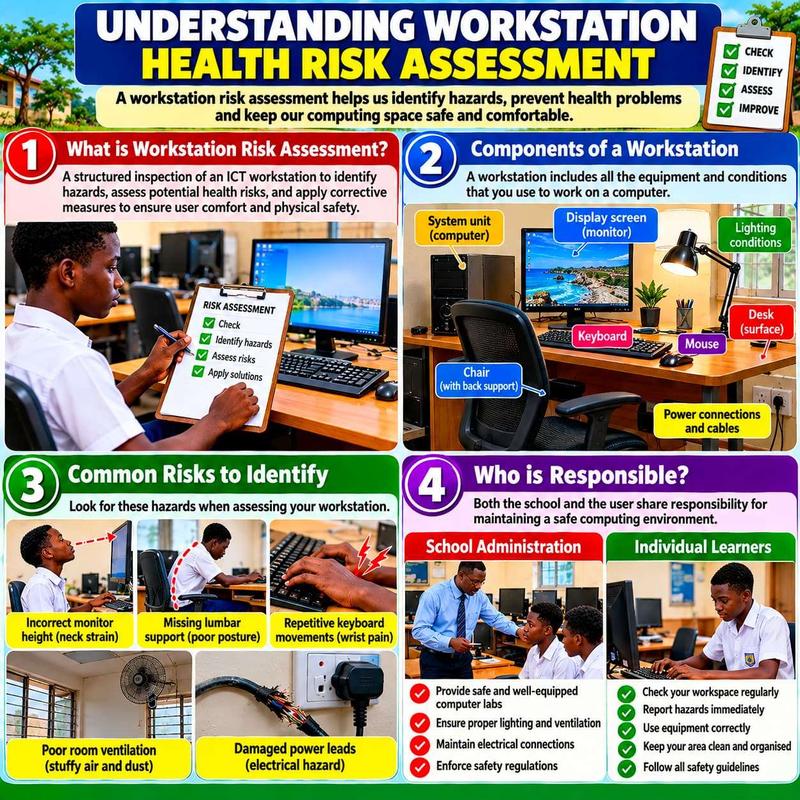 UNDERSTANDING WORKSTATION
HEALTH RISK ASSESSMENT
A workstation risk assessment helps us identify hazards, prevent health problems
and keep our computing space safe and comfortable.
CHECK
IDENTIFY
ASSESS
IMPROVE
1 What is Workstation Risk Assessment?
A structured inspection of an ICT workstation to identify
hazards, assess potential health risks, and apply corrective
measures to ensure user comfort and physical safety.
RISK ASSESSMENT
Check
Identify hazards
Assess risks
Apply solutions
2 Components of a Workstation
A workstation includes all the equipment and conditions
that you use to work on a computer.
System unit
(computer)
Display screen
(monitor)
Lighting
conditions
Keyboard
Mouse
Desk
(surface)
Chair
(with back support)
Power connections
and cables
3 Common Risks to Identify
Look for these hazards when assessing your workstation.
Incorrect monitor
height (neck strain)
Missing lumbar
support (poor posture)
Repetitive keyboard
movements (wrist pain)
Poor room ventilation
(stuffy air and dust)
Damaged power leads
(electrical hazard)
4 Who is Responsible?
Both the school and the user share responsibility for
maintaining a safe computing environment.
School Administration
Provide safe and well-equipped
computer labs
Ensure proper lighting and ventilation
Maintain electrical connections
Enforce safety regulations
Individual Learners
Check your workspace regularly
Report hazards immediately
Use equipment correctly
Keep your area clean and organised
Follow all safety guidelines